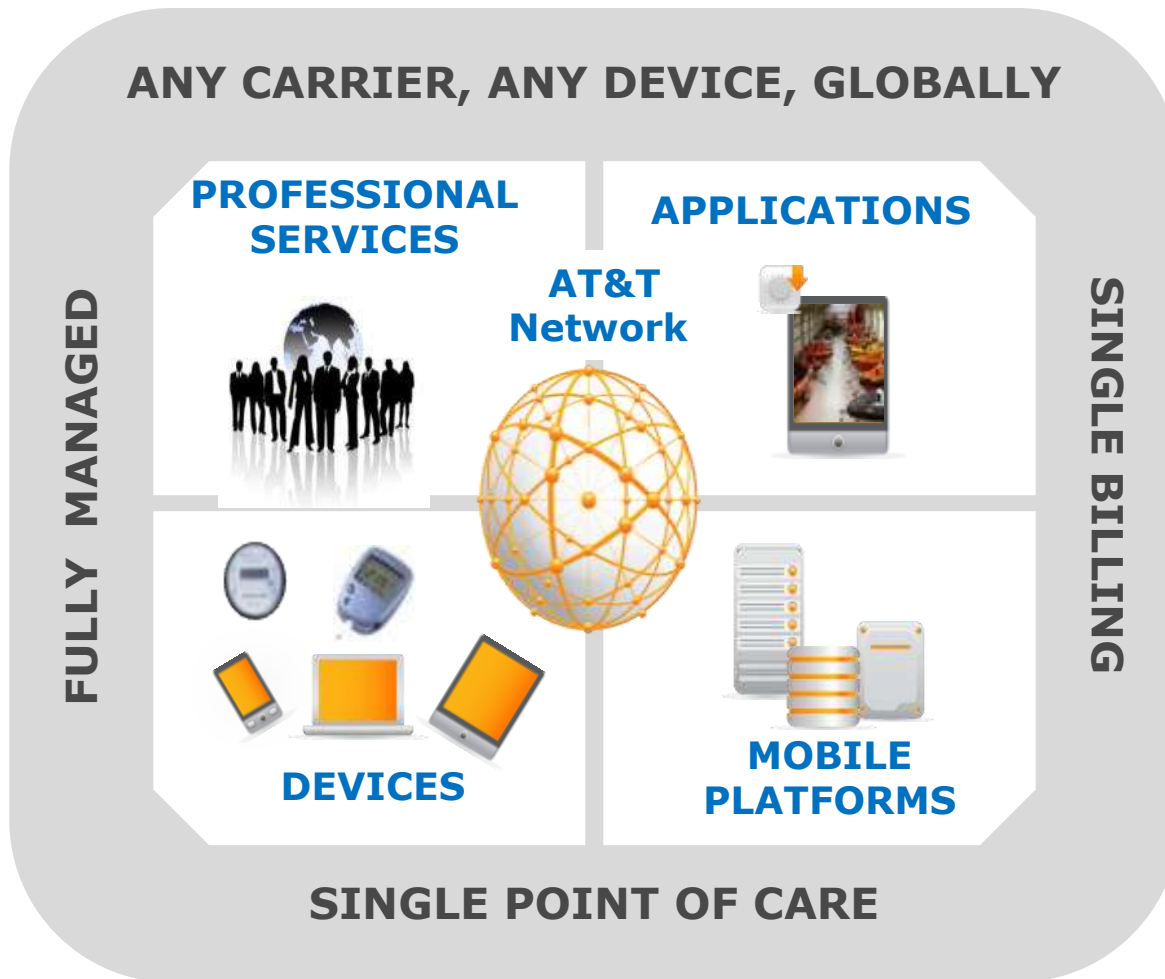 ANY CARRIER, ANY DEVICE, GLOBALLY
PROFESSIONAL
SERVICES
APPLICATIONS
AT&T
Network
FULLY MANAGED
SINGLE BILLING
DEVICES
MOBILE
PLATFORMS
SINGLE POINT OF CARE